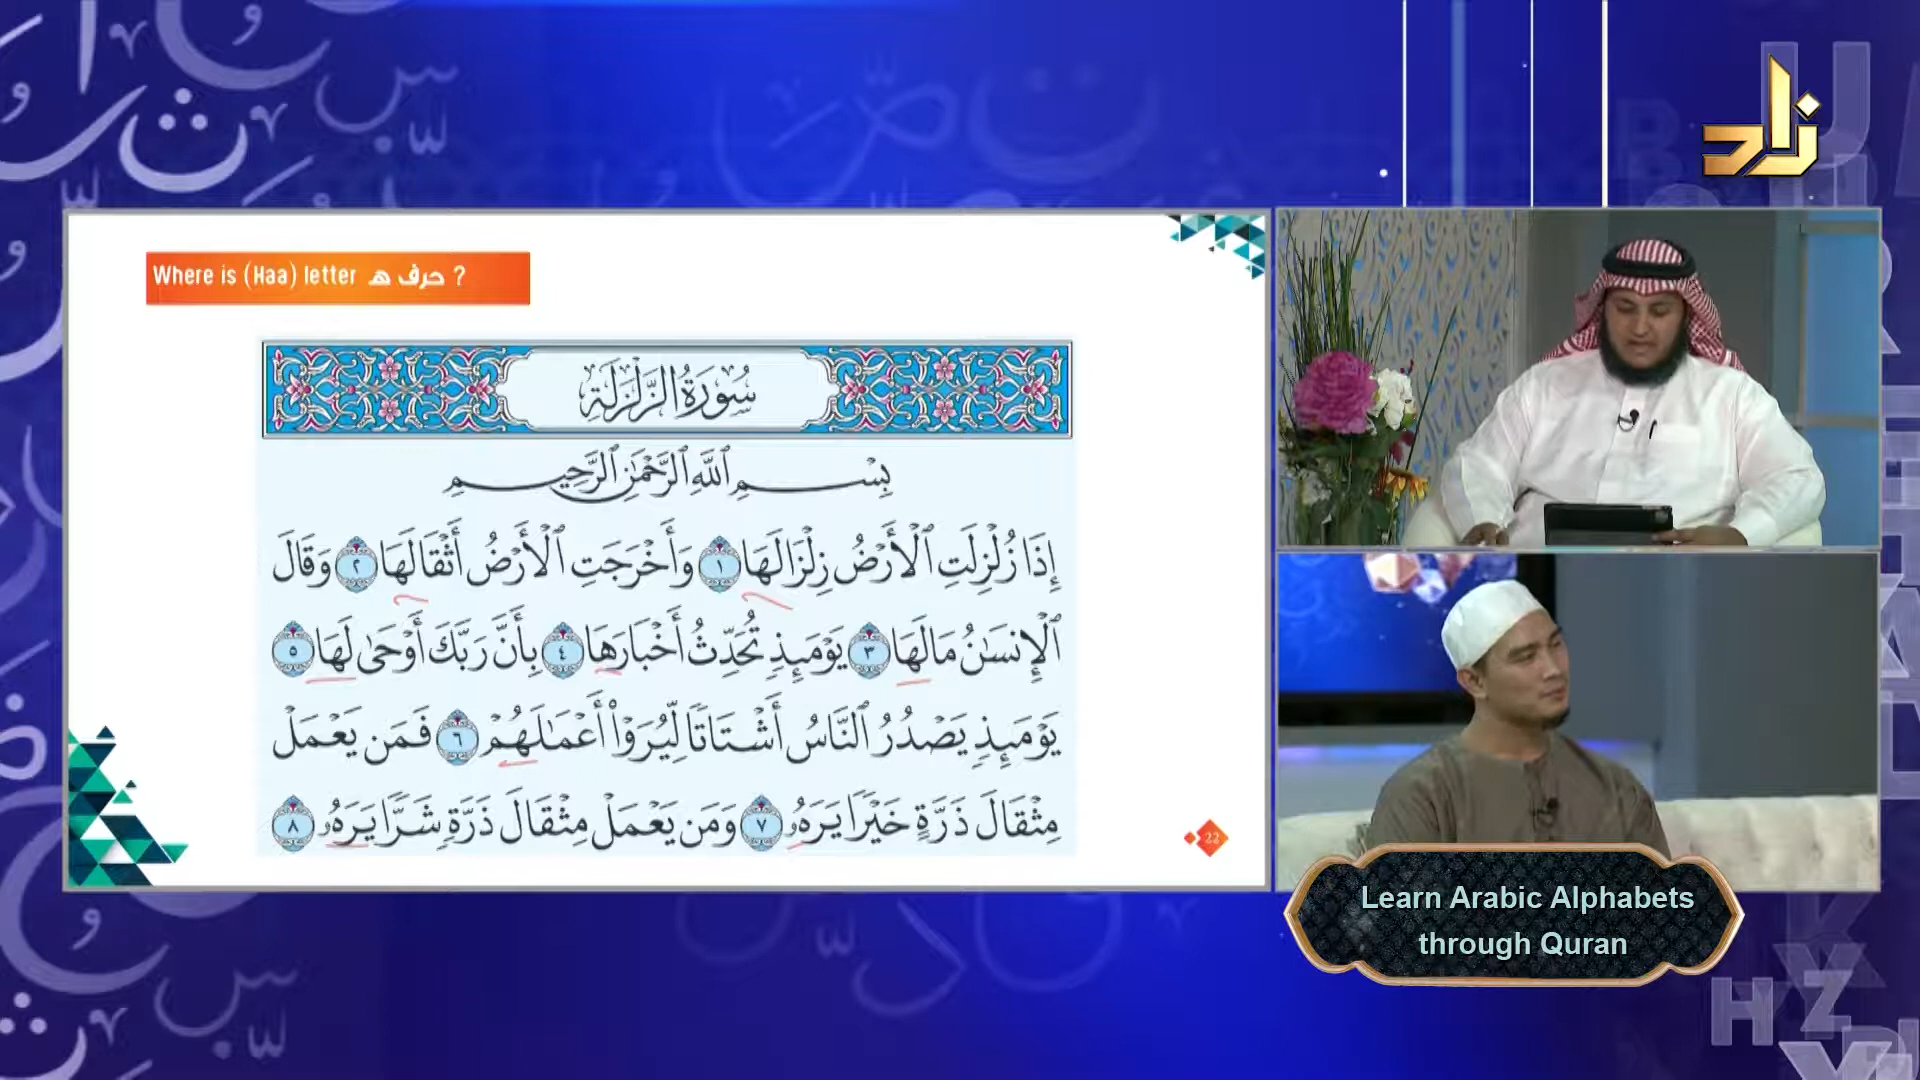 زاد
Where is (Haa) letter حرف هـ ?
سُورَةُ الزَّلْزَلَةِ
بِسْمِ ٱللَّهِ ٱلرَّحْمَٰنِ ٱلرَّحِيمِ
إِذَا زُلْزِلَتِ ٱلْأَرْضُ زِلْزَالَهَا ١ وَأَخْرَجَتِ ٱلْأَرْضُ أَثْقَالَهَا ٢ وَقَالَ
ٱلْإِنسَٰنُ مَالَهَا ٣ يَوْمَئِذٍ تُحَدِّثُ أَخْبَارَهَا ٤ بِأَنَّ رَبَّكَ أَوْحَىٰ لَهَا ٥
يَوْمَئِذٍ يَصْدُرُ ٱلنَّاسُ أَشْتَاتًا لِّيُرَوْا۟ أَعْمَٰلَهُمْ ٦ فَمَن يَعْمَلْ
مِثْقَالَ ذَرَّةٍ خَيْرًا يَرَهُۥ ٧ وَمَن يَعْمَلْ مِثْقَالَ ذَرَّةٍ شَرًّا يَرَهُۥ ٨
22
Learn Arabic Alphabets
through Quran